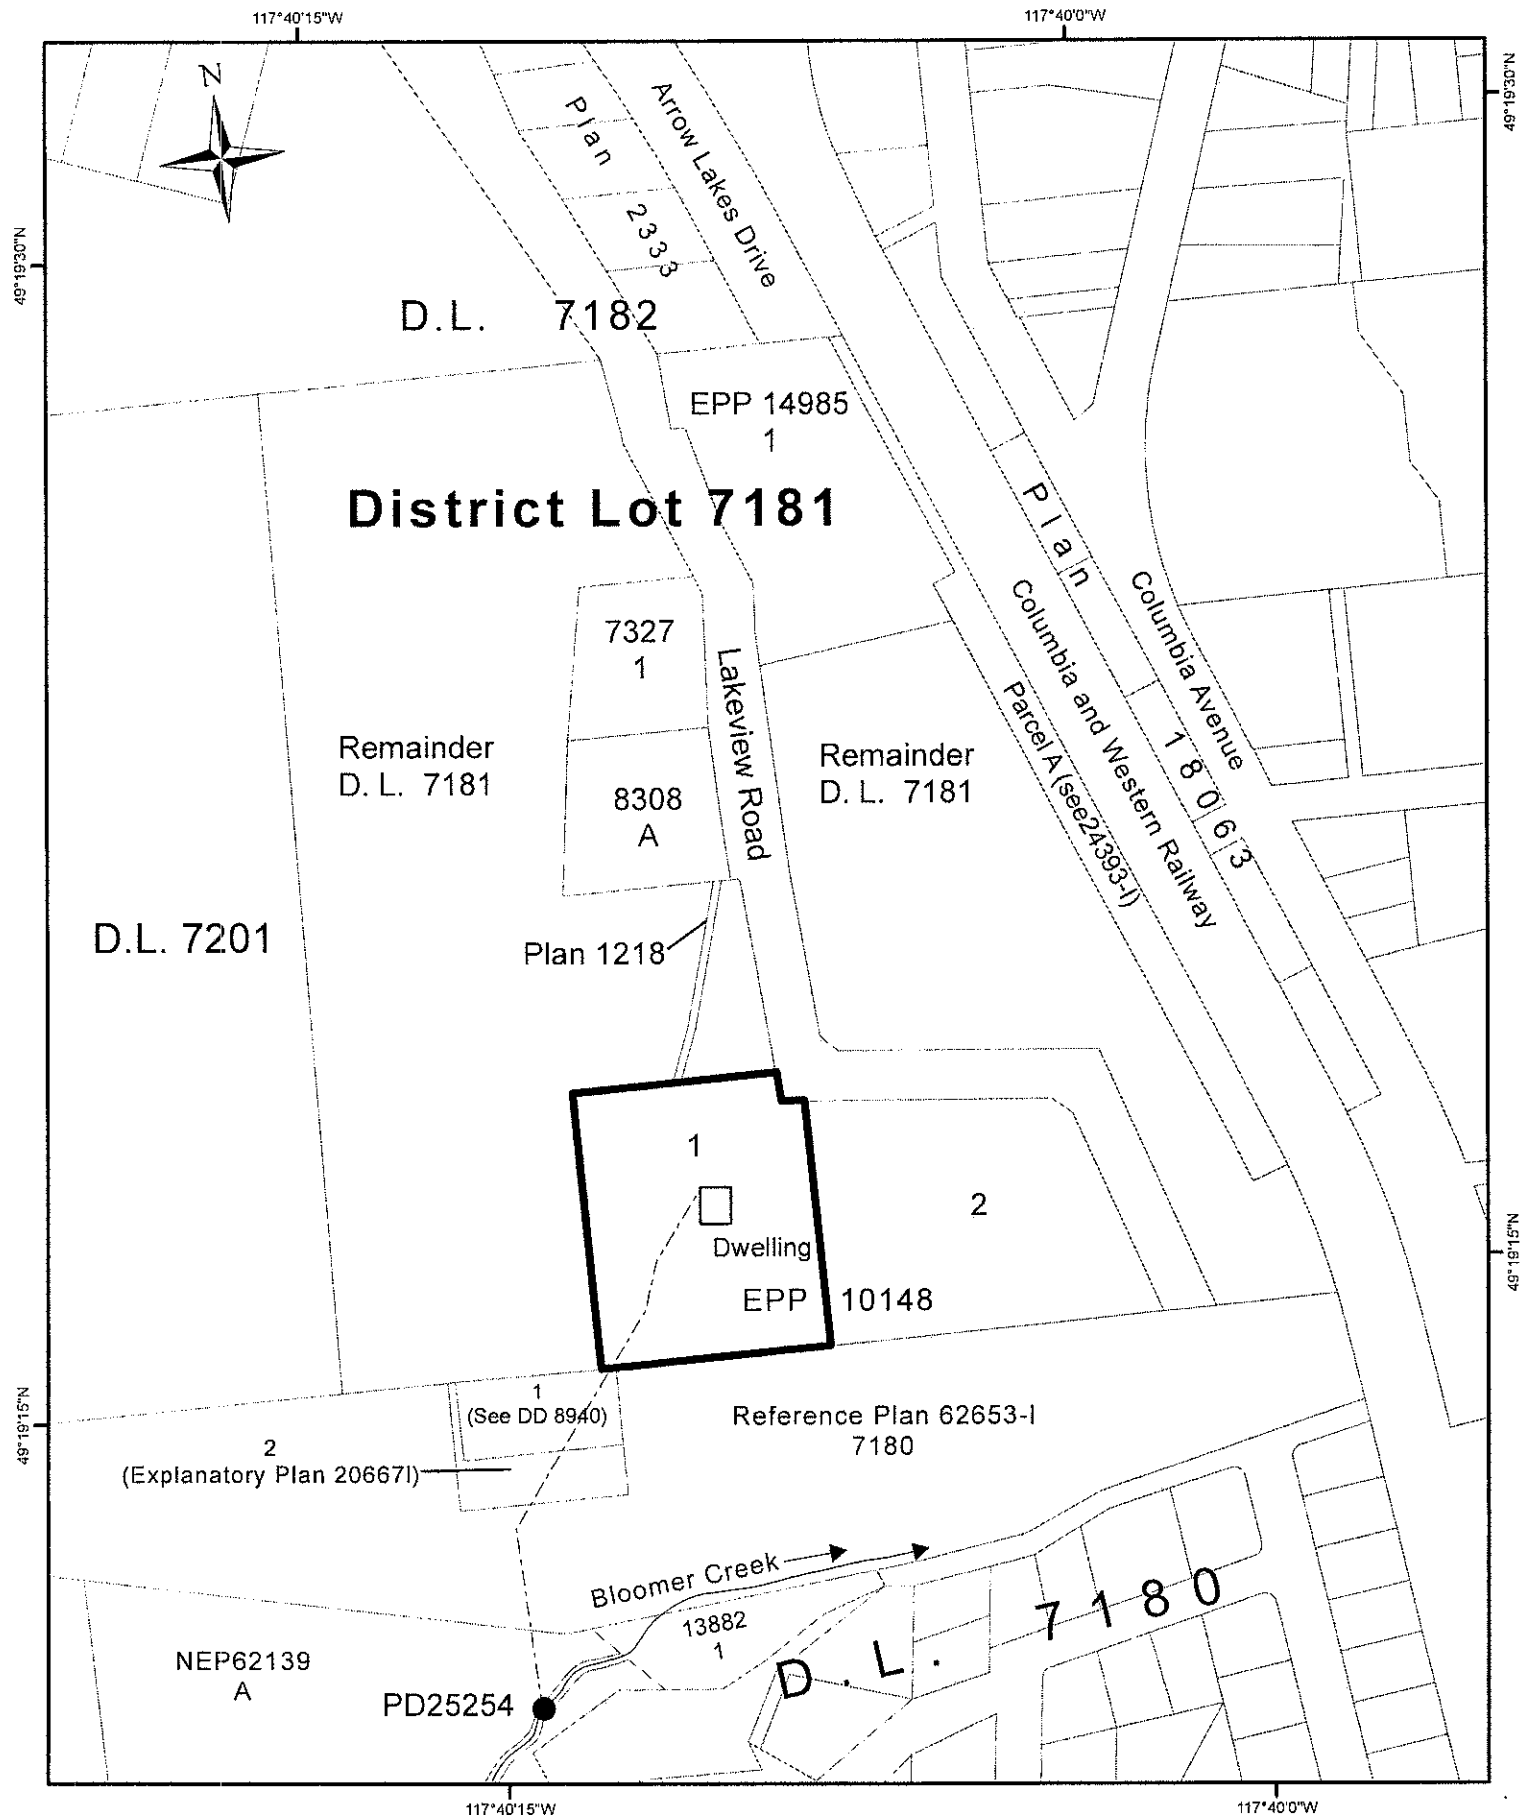 117°40'15"W
117°40'0"W
N
49°19'30"N
49°19'30"N
Plan
2333
Arrow Lakes Drive
D.L. 7182
EPP 14985
1
District Lot 7181
Plan
18063
Columbia Avenue
Columbia and Western Railway
Parcel A (see24393-I)
7327
1
Lakeview Road
Remainder
D. L. 7181
Remainder
D. L. 7181
8308
A
D.L. 7201
Plan 1218
1
2
Dwelling
EPP 10148
49°19'15"N
49°19'15"N
1
(See DD 8940)
Reference Plan 62653-I
7180
2
(Explanatory Plan 20667I)
Bloomer Creek
13882
1
D.L. 7180
NEP62139
A
PD25254
117°40'15"W
117°40'0"W